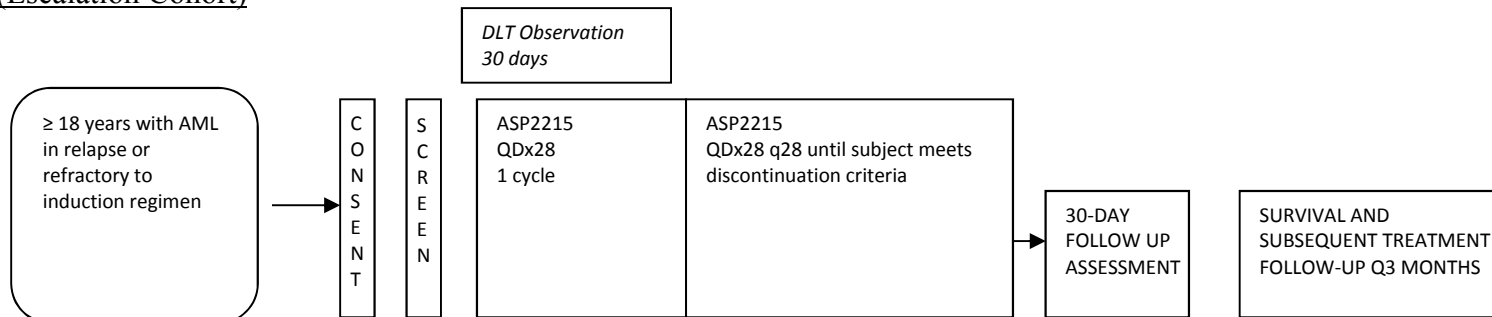 (Escalation Cohort)
DLT Observation
30 days
≥ 18 years with AML
in relapse or
refractory to
induction regimen
C
O
N
S
E
N
T
S
C
R
E
E
N
ASP2215
QDx28
1 cycle
ASP2215
QDx28 q28 until subject meets
discontinuation criteria
30-DAY
FOLLOW UP
ASSESSMENT
SURVIVAL AND
SUBSEQUENT TREATMENT
FOLLOW-UP Q3 MONTHS